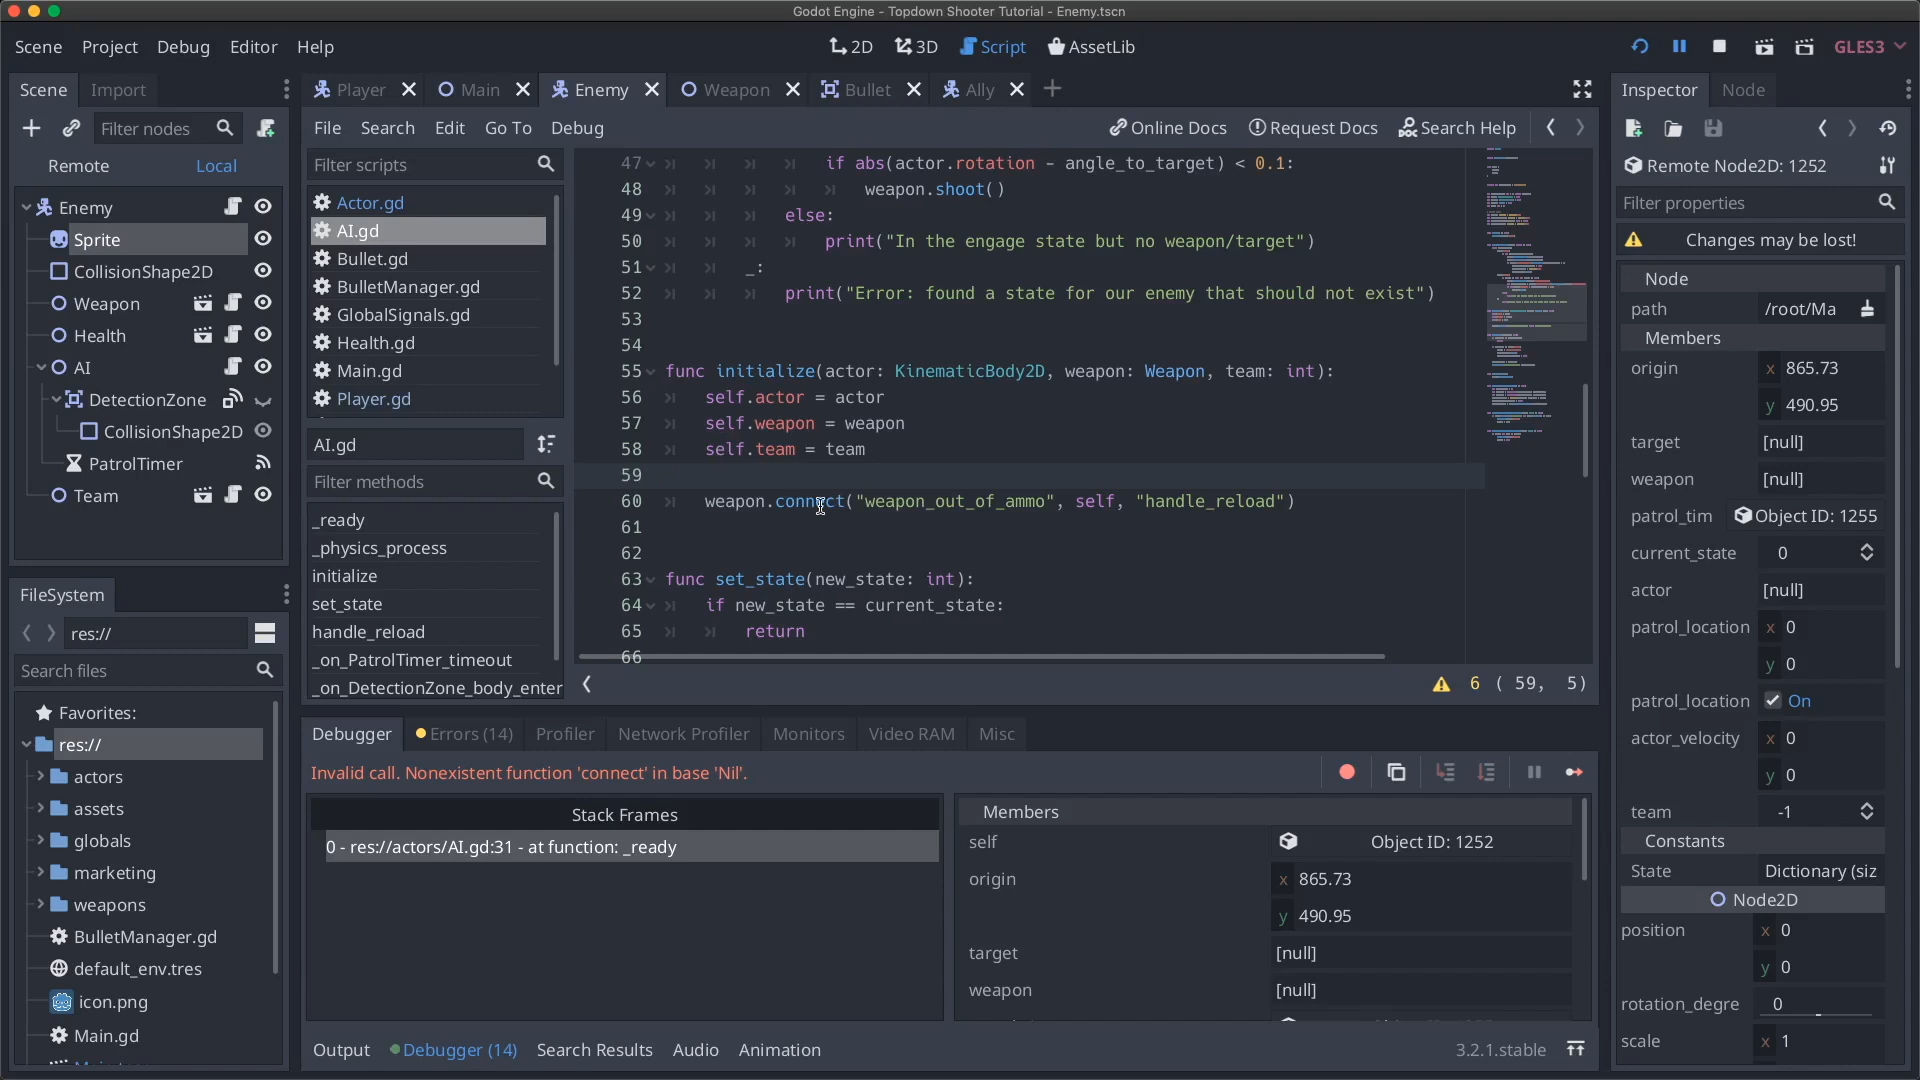 Godot Engine - Topdown Shooter Tutorial - Enemy.tscn
Scene Project Debug Editor Help
2D 3D Script AssetLib
GLES3
Scene Import
Filter nodes
Remote Local
Enemy
Sprite
CollisionShape2D
Weapon
Health
AI
DetectionZone
CollisionShape2D
PatrolTimer
Team
FileSystem
res://
Search files
Favorites:
res://
actors
assets
globals
marketing
weapons
BulletManager.gd
default_env.tres
icon.png
Main.gd
Player Main Enemy Weapon Bullet Ally
File Search Edit Go To Debug
Online Docs Request Docs Search Help
Filter scripts
Actor.gd
AI.gd
Bullet.gd
BulletManager.gd
GlobalSignals.gd
Health.gd
Main.gd
Player.gd
AI.gd
Filter methods
_ready
_physics_process
initialize
set_state
handle_reload
_on_PatrolTimer_timeout
_on_DetectionZone_body_enter
47 if abs(actor.rotation - angle_to_target) < 0.1:
48 weapon.shoot()
49 else:
50 print("In the engage state but no weapon/target")
51 _:
52 print("Error: found a state for our enemy that should not exist")
53
54
55 func initialize(actor: KinematicBody2D, weapon: Weapon, team: int):
56 self.actor = actor
57 self.weapon = weapon
58 self.team = team
59
60 weapon.connect("weapon_out_of_ammo", self, "handle_reload")
61
62
63 func set_state(new_state: int):
64 if new_state == current_state:
65 return
66
6 ( 59, 5)
Debugger Errors (14) Profiler Network Profiler Monitors Video RAM Misc
Invalid call. Nonexistent function 'connect' in base 'Nil'.
Stack Frames
0 - res://actors/AI.gd:31 - at function: _ready
Members
self Object ID: 1252
origin x 865.73
y 490.95
target [null]
weapon [null]
Output Debugger (14) Search Results Audio Animation
3.2.1.stable
Inspector Node
Remote Node2D: 1252
Filter properties
Changes may be lost!
Node
path /root/Ma
Members
origin x 865.73
y 490.95
target [null]
weapon [null]
patrol_tim Object ID: 1255
current_state 0
actor [null]
patrol_location x 0
y 0
patrol_location On
actor_velocity x 0
y 0
team -1
Constants
State Dictionary (siz
Node2D
position x 0
y 0
rotation_degre 0
scale x 1